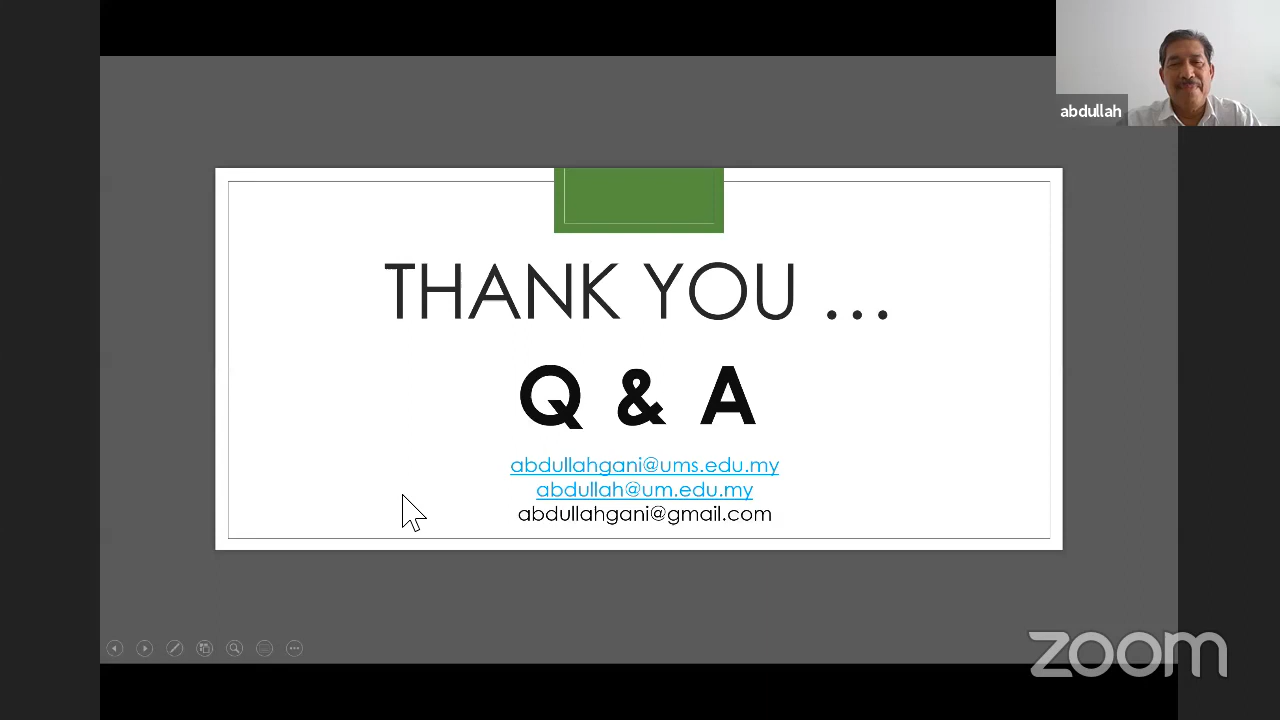 abdullah
THANK YOU ...
Q & A
abdullahgani@ums.edu.my
abdullah@um.edu.my
abdullahgani@gmail.com
zoom